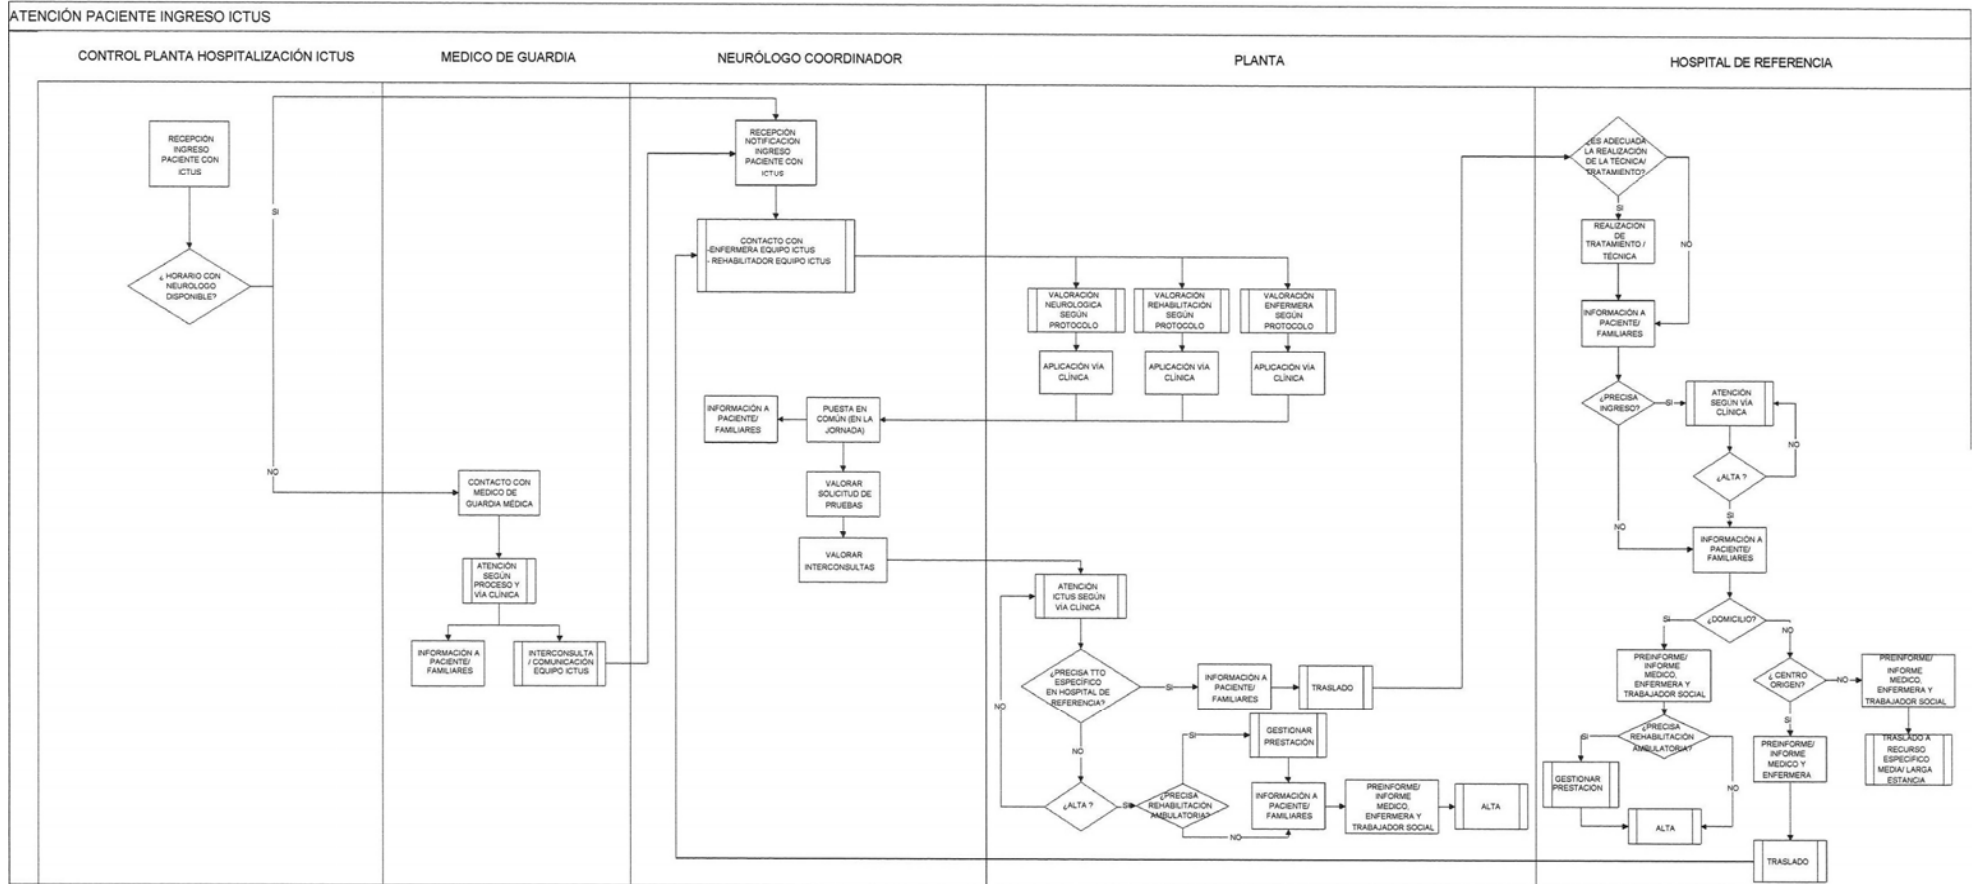 ATENCIÓN PACIENTE INGRESO ICTUS
CONTROL PLANTA HOSPITALIZACIÓN ICTUS
MEDICO DE GUARDIA
NEURÓLOGO COORDINADOR
PLANTA
HOSPITAL DE REFERENCIA
RECEPCIÓN
INGRESO
PACIENTE CON
ICTUS
SI
¿ HORARIO CON
NEUROLOGO
DISPONIBLE?
NO
CONTACTO CON
MEDICO DE
GUARDIA MÉDICA
ATENCIÓN
SEGÚN
PROCESO Y
VÍA CLÍNICA
INFORMACIÓN A
PACIENTE/
FAMILIARES
INTERCONSULTA
/ COMUNICACIÓN
EQUIPO ICTUS
RECEPCIÓN
NOTIFICACION
INGRESO
PACIENTE CON
ICTUS
CONTACTO CON
-ENFERMERA EQUIPO ICTUS
- REHABILITADOR EQUIPO ICTUS
INFORMACIÓN A
PACIENTE/
FAMILIARES
PUESTA EN
COMÚN (EN LA
JORNADA)
VALORAR
SOLICITUD DE
PRUEBAS
VALORAR
INTERCONSULTAS
VALORACIÓN
NEUROLOGICA
SEGÚN
PROTOCOLO
VALORACIÓN
REHABILITACIÓN
SEGÚN
PROTOCOLO
VALORACIÓN
ENFERMERA
SEGÚN
PROTOCOLO
APLICACIÓN VÍA
CLÍNICA
APLICACIÓN VÍA
CLÍNICA
APLICACIÓN VÍA
CLÍNICA
ATENCIÓN
ICTUS SEGÚN
VÍA CLÍNICA
¿PRECISA TTO
ESPECÍFICO
EN HOSPITAL DE
REFERENCIA?
SI
INFORMACIÓN A
PACIENTE/
FAMILIARES
TRASLADO
NO
NO
¿ALTA ?
SI
¿PRECISA
REHABILITACIÓN
AMBULATORIA?
SI
GESTIONAR
PRESTACIÓN
NO
INFORMACIÓN A
PACIENTE/
FAMILIARES
PREINFORME/
INFORME
MEDICO,
ENFERMERA Y
TRABAJADOR SOCIAL
ALTA
¿ES ADECUADA
LA REALIZACIÓN
DE LA TÉCNICA/
TRATAMIENTO?
SI
NO
REALIZACIÓN
DE
TRATAMIENTO /
TÉCNICA
INFORMACIÓN A
PACIENTE/
FAMILIARES
¿PRECISA
INGRESO?
SI
ATENCIÓN
SEGÚN VÍA
CLÍNICA
NO
¿ALTA ?
SI
NO
INFORMACIÓN A
PACIENTE/
FAMILIARES
¿DOMICILIO?
SI
NO
PREINFORME/
INFORME
MEDICO,
ENFERMERA Y
TRABAJADOR SOCIAL
¿ CENTRO
ORIGEN?
NO
PREINFORME/
INFORME
MEDICO,
ENFERMERA Y
TRABAJADOR SOCIAL
¿PRECISA
REHABILITACIÓN
AMBULATORIA?
SI
NO
GESTIONAR
PRESTACIÓN
ALTA
SI
PREINFORME/
INFORME
MEDICO Y
ENFERMERA
TRASLADO A
RECURSO
ESPECÍFICO
MEDIA/ LARGA
ESTANCIA
TRASLADO